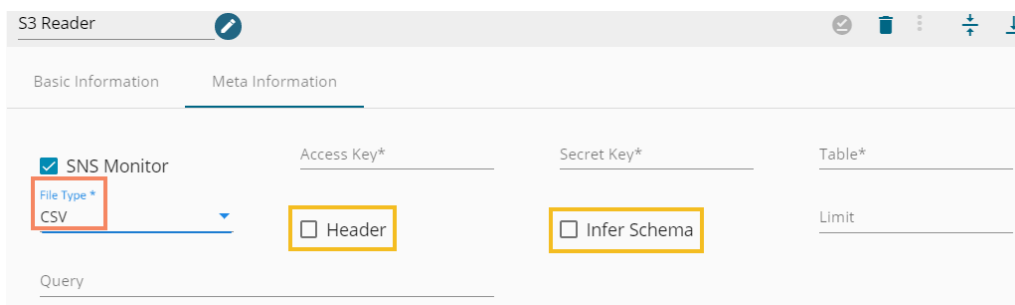 S3 Reader
Basic Information Meta Information
SNS Monitor Access Key* Secret Key* Table*
File Type *
CSV Header Infer Schema Limit
Query